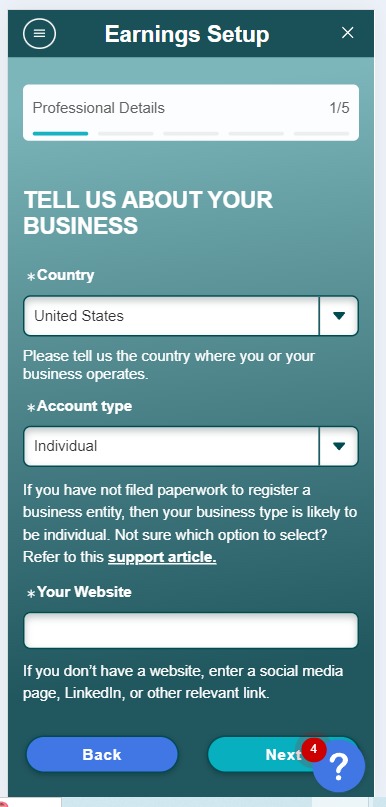 Earnings Setup
Professional Details 1/5
TELL US ABOUT YOUR
BUSINESS
*Country
United States
Please tell us the country where you or your
business operates.
*Account type
Individual
If you have not filed paperwork to register a
business entity, then your business type is likely to
be individual. Not sure which option to select?
Refer to this support article.
*Your Website
If you don’t have a website, enter a social media
page, LinkedIn, or other relevant link.
Back Next 4 ?